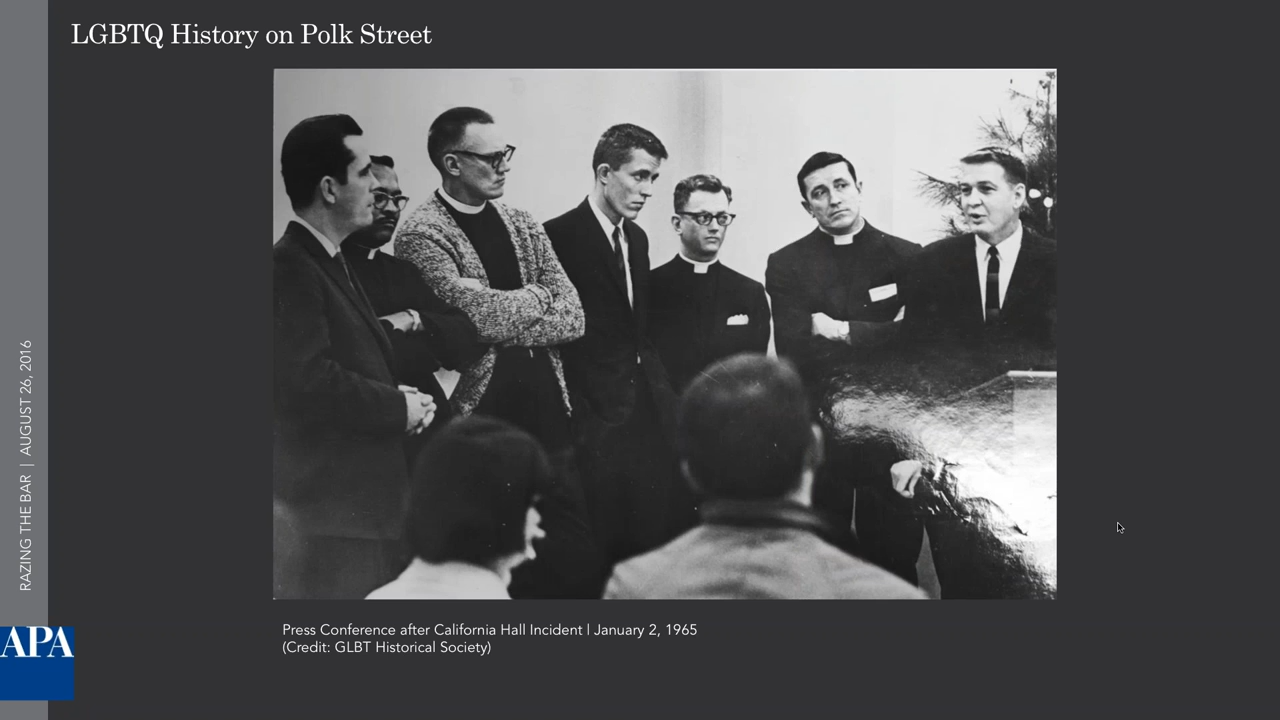 LGBTQ History on Polk Street
RAZING THE BAR | AUGUST 26, 2016
APA
Press Conference after California Hall Incident | January 2, 1965
(Credit: GLBT Historical Society)